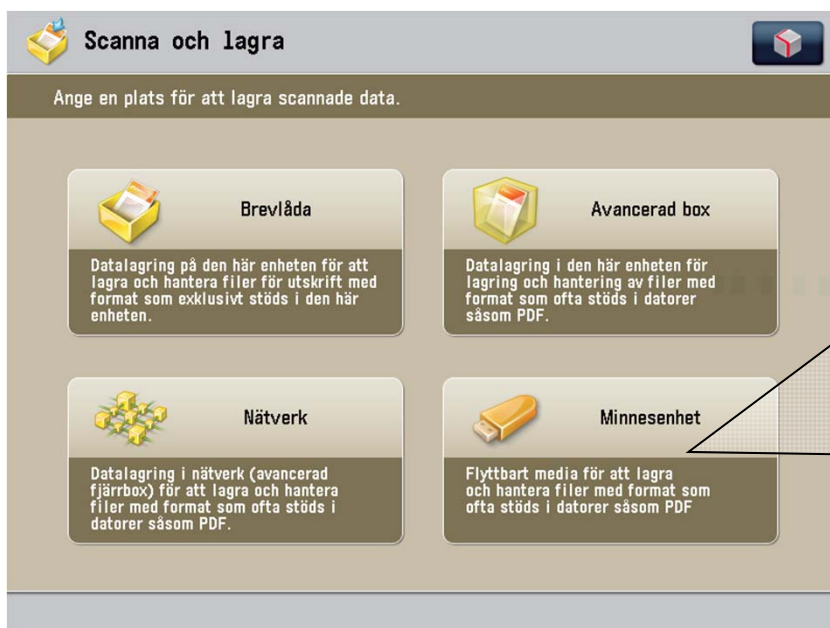 Scanna och lagra
Ange en plats för att lagra scannade data.
Brevlåda
Datalagring på den här enheten för att
lagra och hantera filer för utskrift med
format som exklusivt stöds i den här
enheten.
Avancerad box
Datalagring i den här enheten för
lagring och hantering av filer med
format som ofta stöds i datorer
såsom PDF.
Nätverk
Datalagring i nätverk (avancerad
fjärrbox) för att lagra och hantera
filer med format som ofta stöds i
datorer såsom PDF.
Minnesenhet
Flyttbart media för att lagra
och hantera filer med format som
ofta stöds i datorer såsom PDF